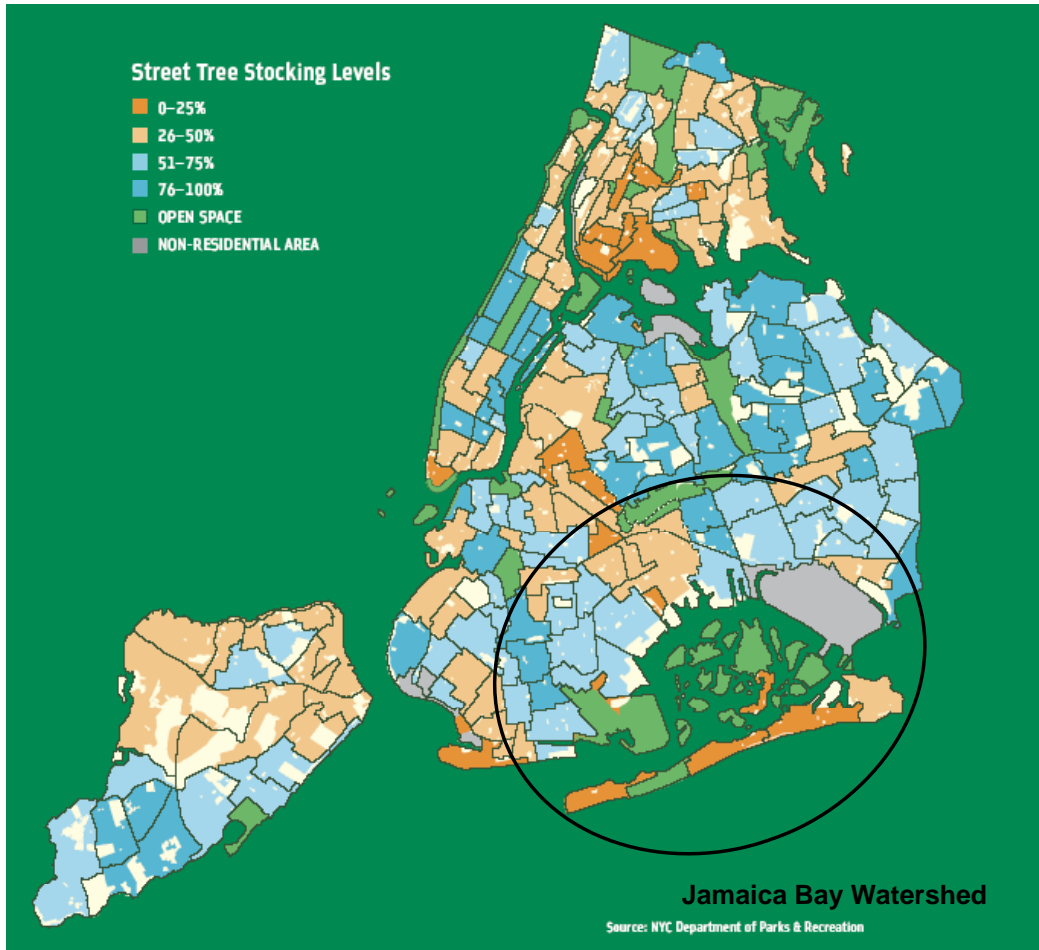 Street Tree Stocking Levels
0–25%
26–50%
51–75%
76–100%
OPEN SPACE
NON-RESIDENTIAL AREA
Jamaica Bay Watershed
Source: NYC Department of Parks & Recreation